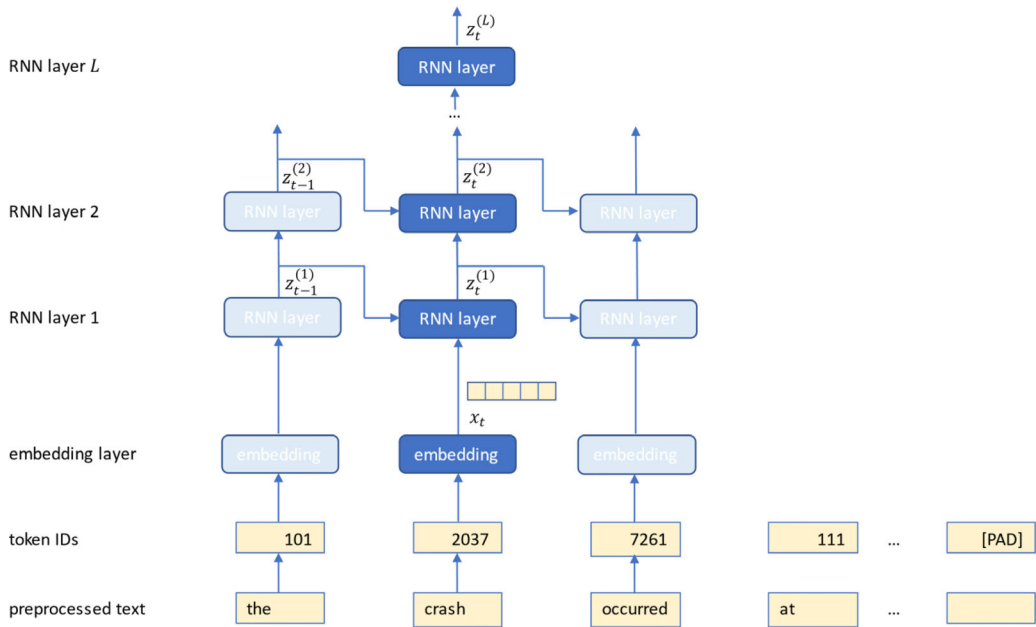 z_t^{(L)}
RNN layer L RNN layer
...
z_{t-1}^{(2)} z_t^{(2)}
RNN layer 2 RNN layer RNN layer RNN layer
z_{t-1}^{(1)} z_t^{(1)}
RNN layer 1 RNN layer RNN layer RNN layer
x_t
embedding layer embedding embedding embedding
token IDs 101 2037 7261 111 ... [PAD]
preprocessed text the crash occurred at ...